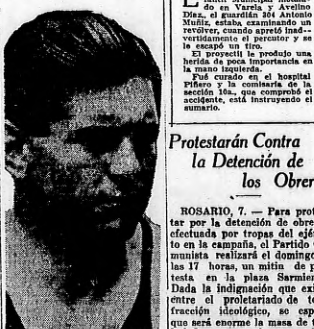 do en Varela y Avelino
Díaz, el guardián 304 Antonio
Muñiz, estaba examinando un
revólver, cuando apretó inad--
vertidamente el percutor y se
le escapó un tiro.
El proyectil le produjo una
herida de poca importancia en
la mano izquierda.
Fué curado en el hospital
Piñero y la comisaría de la
sección 10a., que comprobó el
accidente, está instruyendo el
sumario.
Protestarán Contra
la Detención de
los Obrer
ROSARIO, 7. — Para prot
tar por la detención de obre
efectuada por tropas del ejé
to en la campaña, el Partido
munista realizará el domingo
las 17 horas, un mitin de p
testa en la plaza Sarmien
Dada la indignación que exi
entre el proletariado de to
fracción ideológico, se esp
que será enorme la masa de